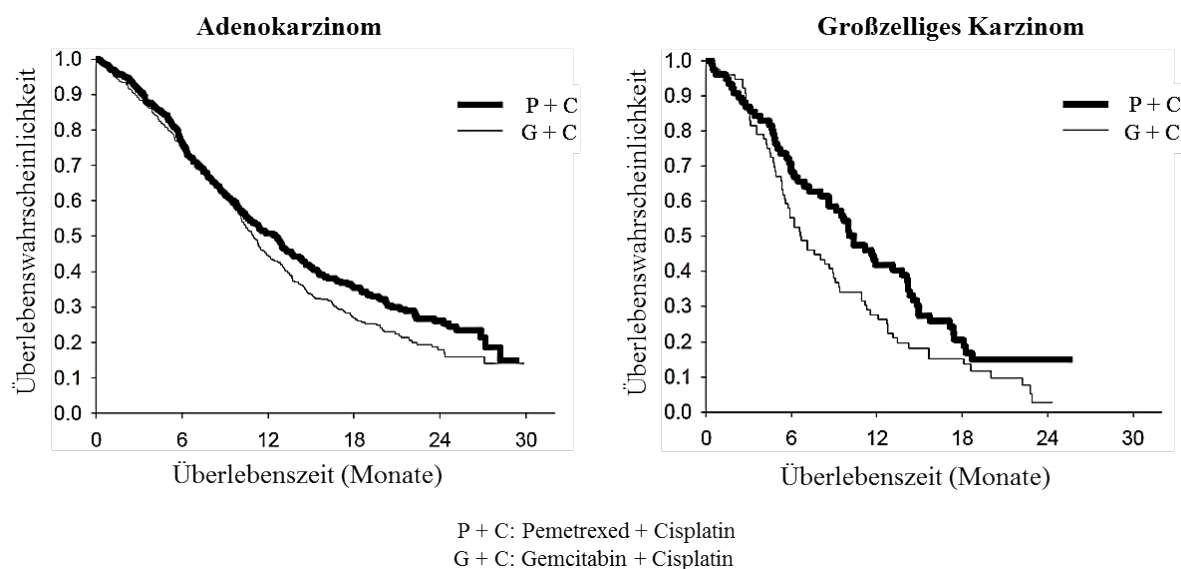 Adenokarzinom
Überlebenswahrscheinlichkeit
1.0
0.9
0.8
0.7
0.6
0.5
0.4
0.3
0.2
0.1
0.0
P + C
G + C
0 6 12 18 24 30
Überlebenszeit (Monate)
Großzelliges Karzinom
Überlebenswahrscheinlichkeit
1.0
0.9
0.8
0.7
0.6
0.5
0.4
0.3
0.2
0.1
0.0
P + C
G + C
0 6 12 18 24 30
Überlebenszeit (Monate)
P + C: Pemetrexed + Cisplatin
G + C: Gemcitabin + Cisplatin